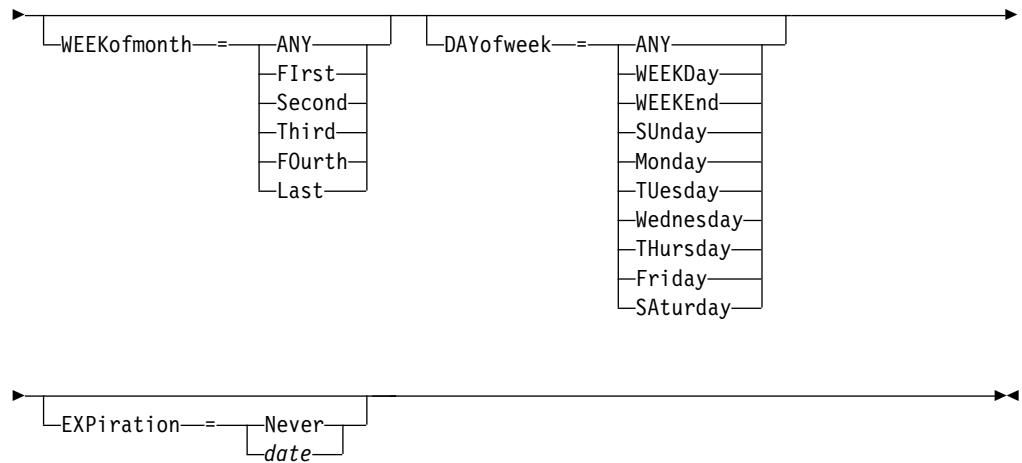 WEEKofmonth = ANY
FIrst
Second
Third
FOurth
Last
DAYofweek = ANY
WEEKDay
WEEKEnd
SUnday
Monday
TUesday
Wednesday
THursday
Friday
SAturday
EXPiration = Never
date